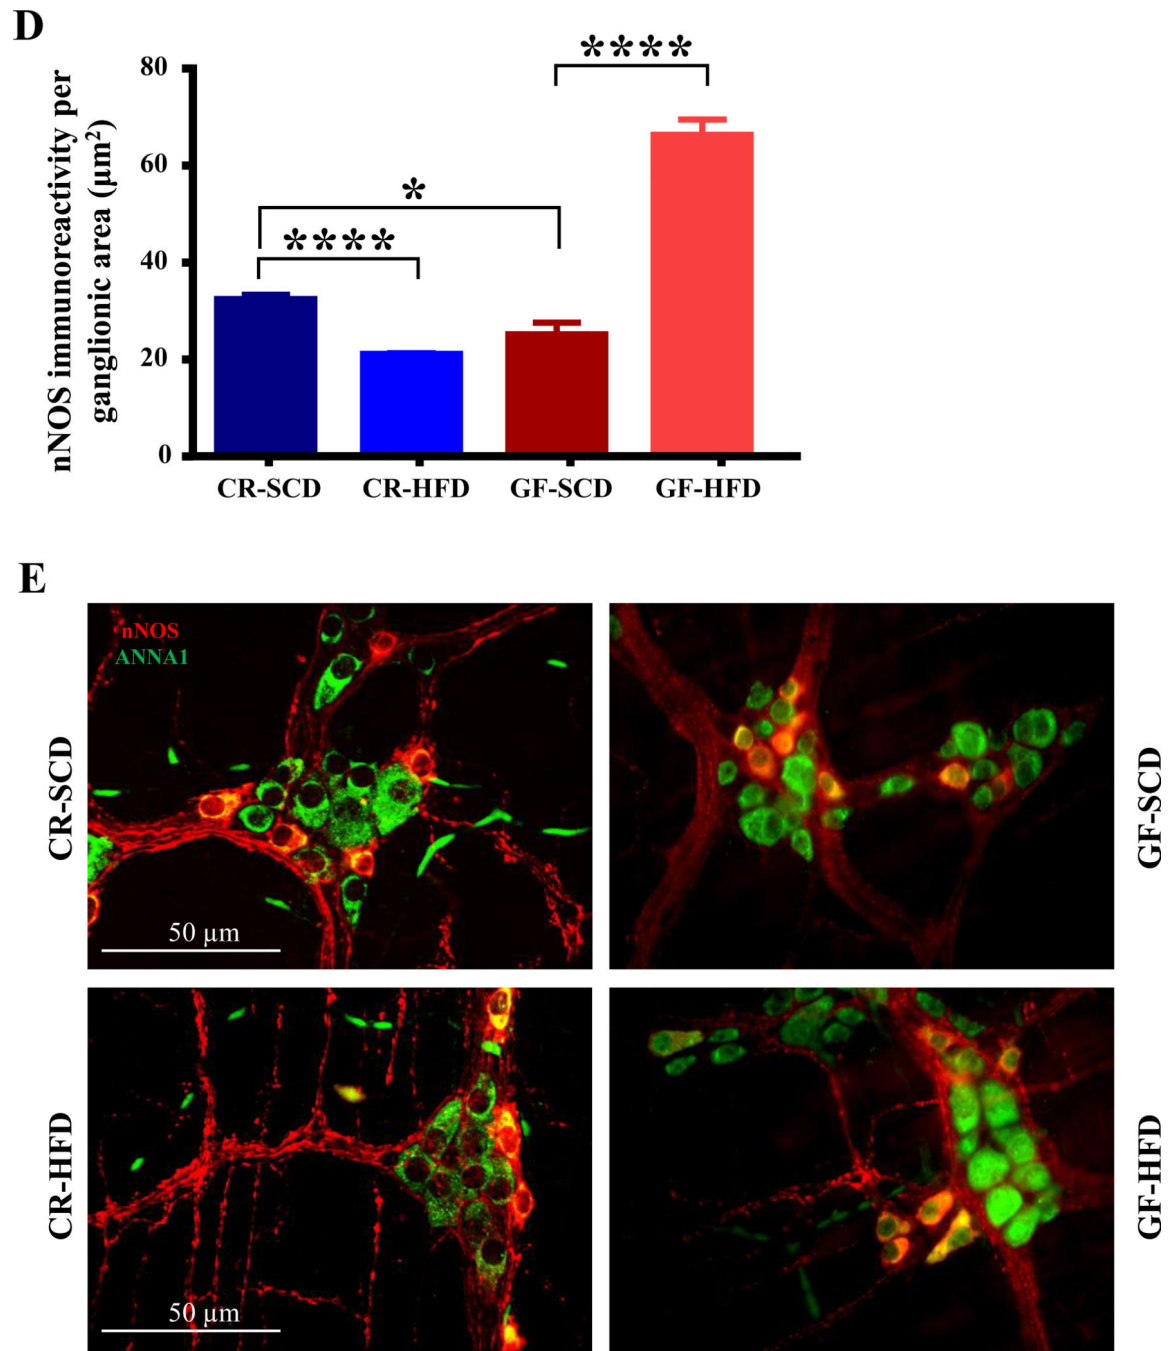 D
nNOS immunoreactivity per
ganglionic area (µm²)
80
60
40
20
0
****
*
****
CR-SCD CR-HFD GF-SCD GF-HFD
E
nNOS
ANNA1
CR-SCD
50 µm
GF-SCD
CR-HFD
50 µm
GF-HFD